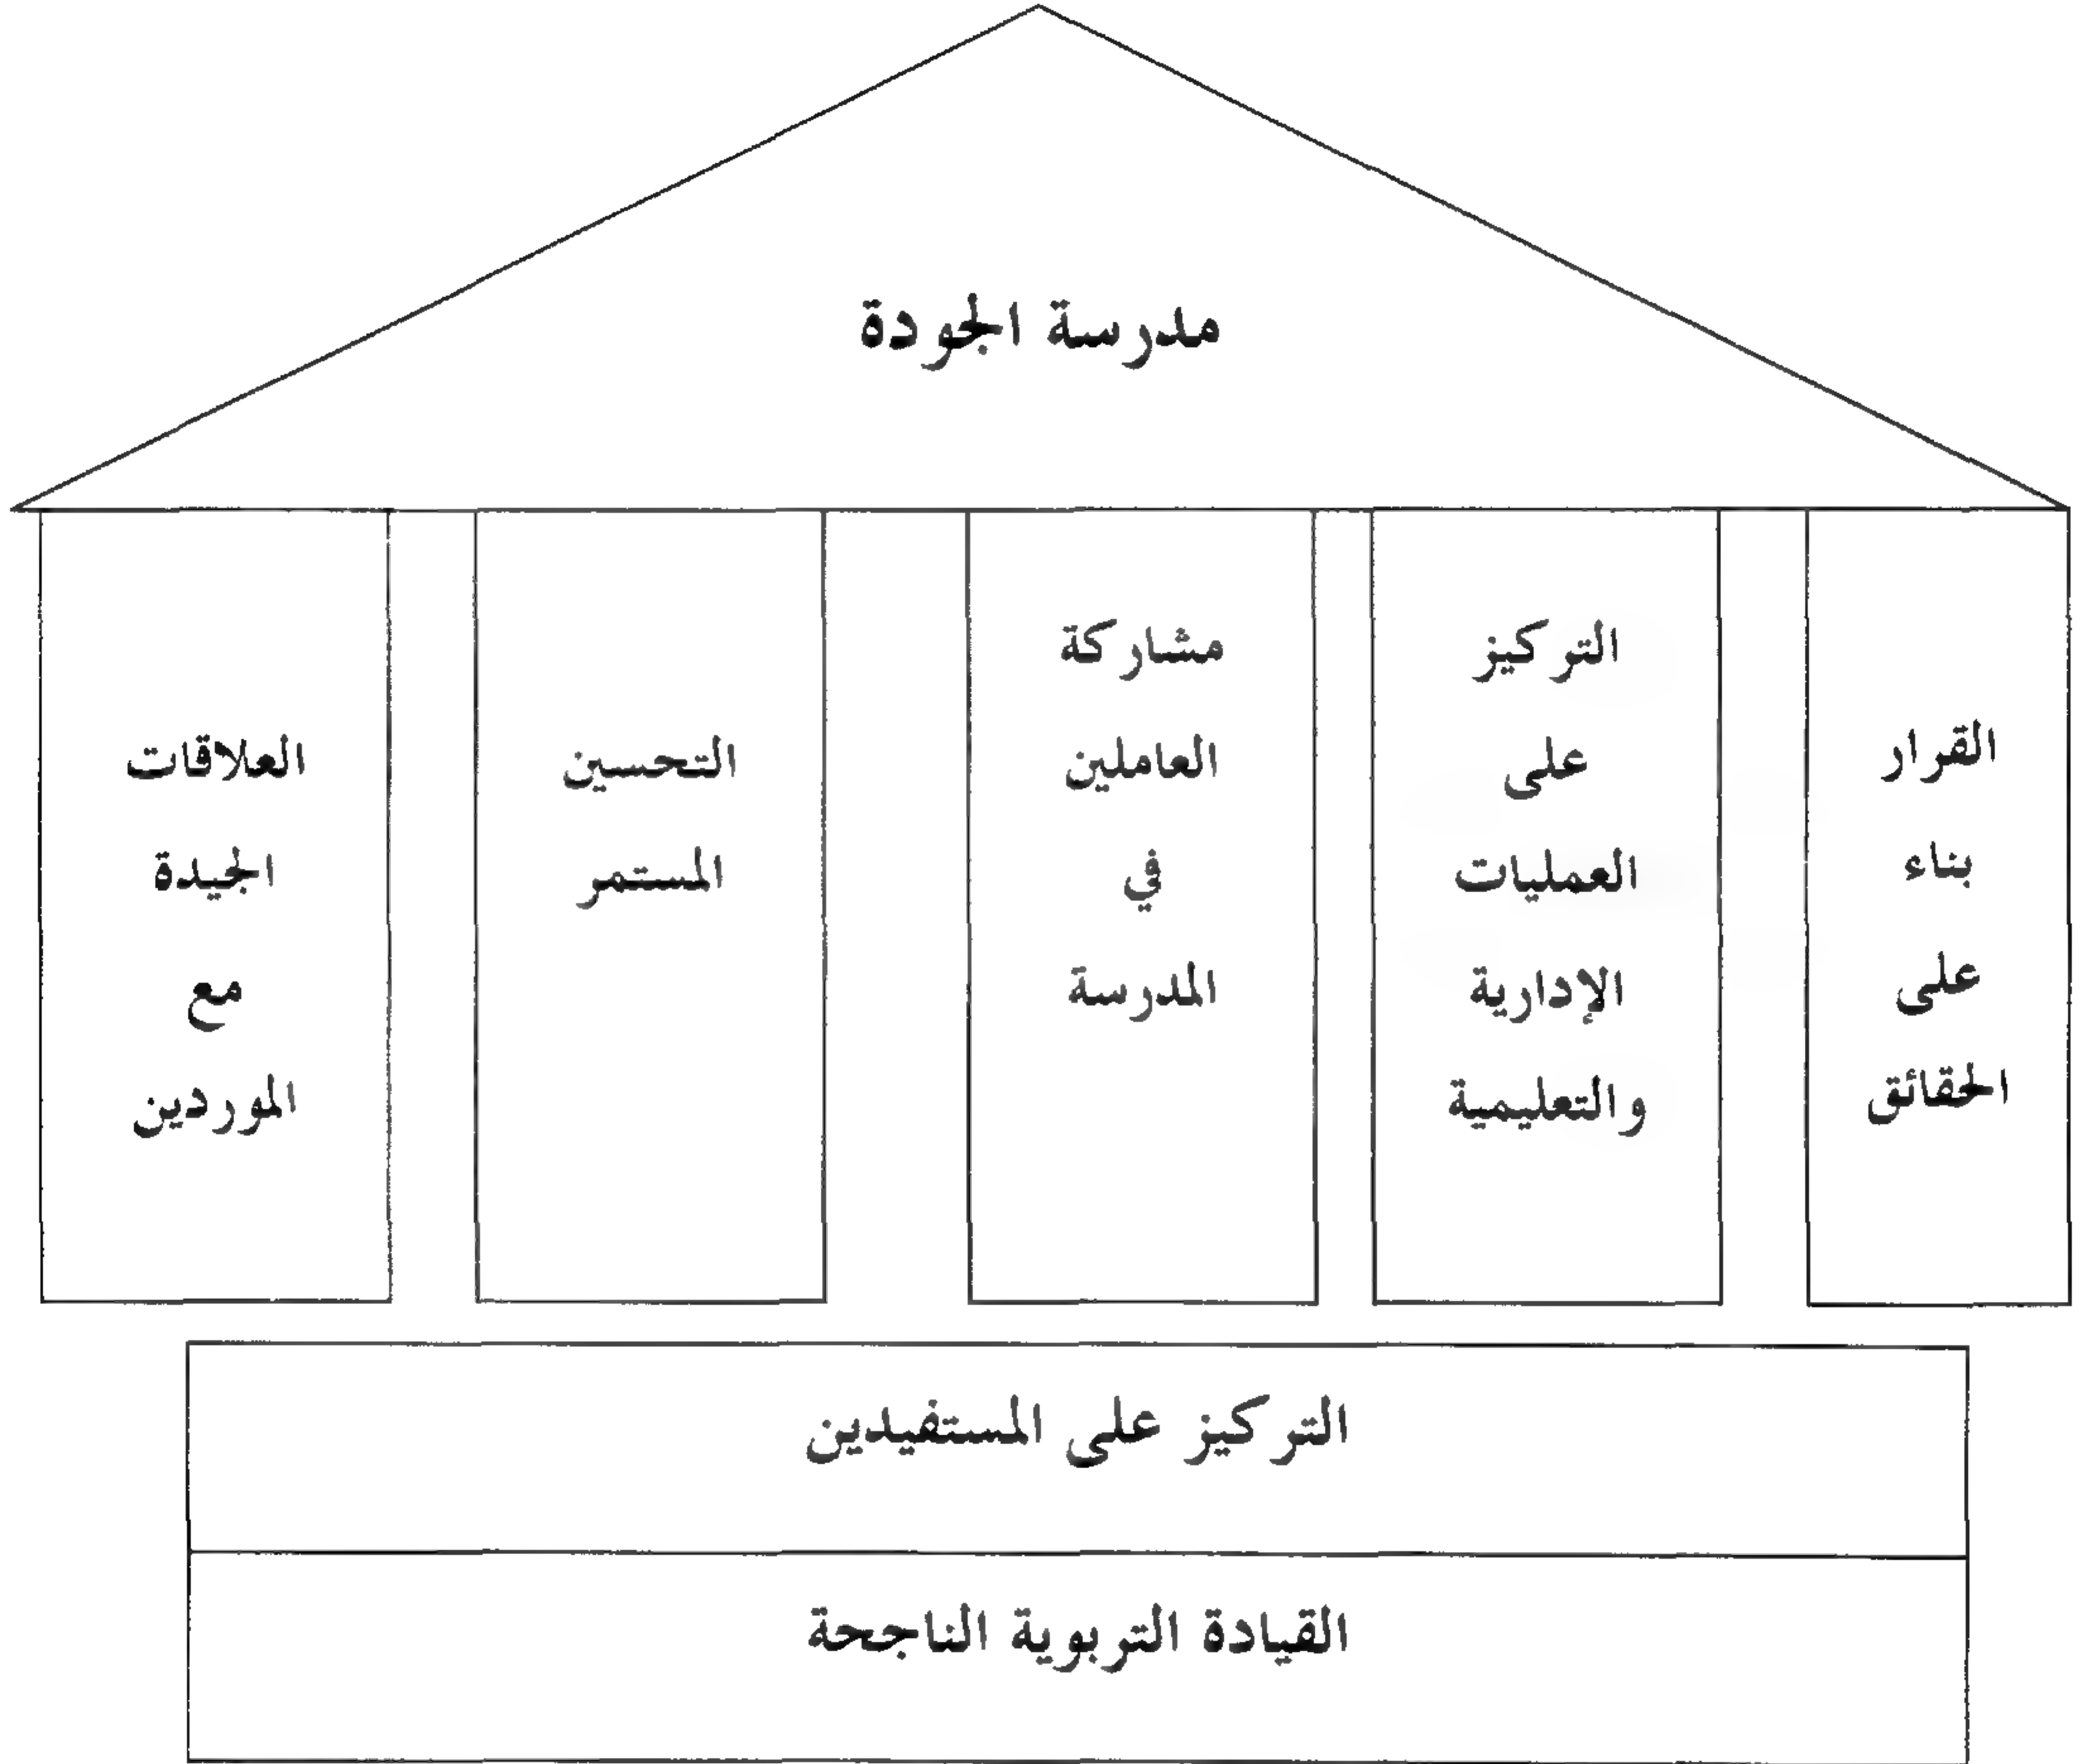 مدرسة الجودة
القرار
بناء
على
الحقائق
التركيز
على
العمليات
الإدارية
والتعليمية
مشاركة
العاملين
في
المدرسة
التحسين
المستمر
العلاقات
الجيدة
مع
الموردين
التركيز على المستفيدين
القيادة التربوية الناجحة